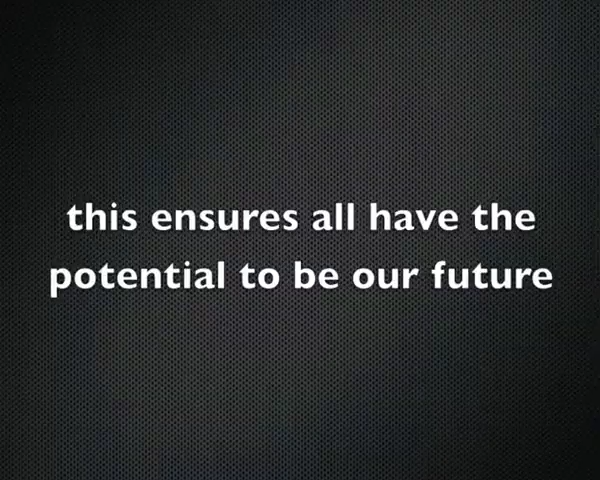 this ensures all have the
potential to be our future